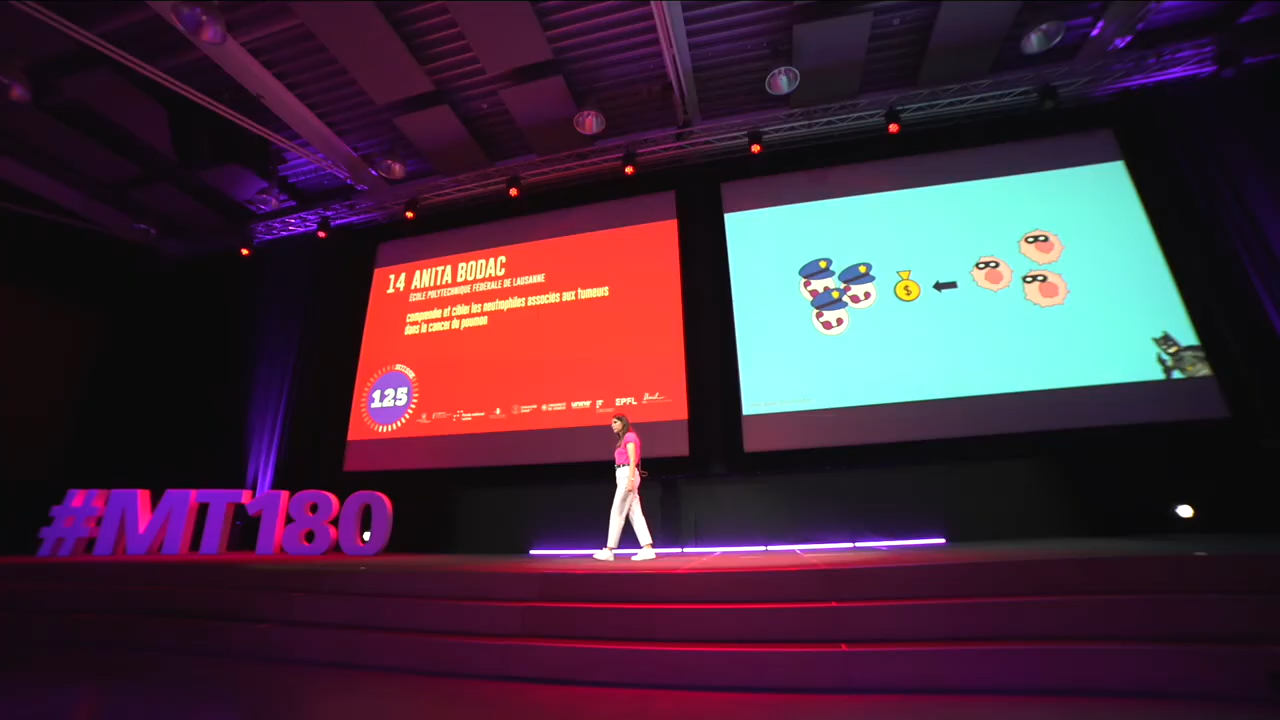 14 ANITA BODAC
ÉCOLE POLYTECHNIQUE FÉDÉRALE DE LAUSANNE
comprendre et cibler les neutrophiles associés aux tumeurs
dans le cancer du poumon
125
EPFL
$
#MT180